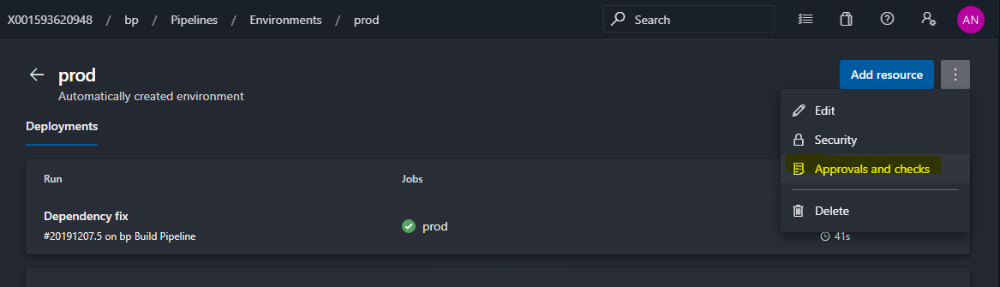 X001593620948 / bp / Pipelines / Environments / prod Search AN
prod Add resource
Automatically created environment
Edit
Deployments
Security
Approvals and checks
Run Jobs
Delete
Dependency fix
#20191207.5 on bp Build Pipeline
prod
41s